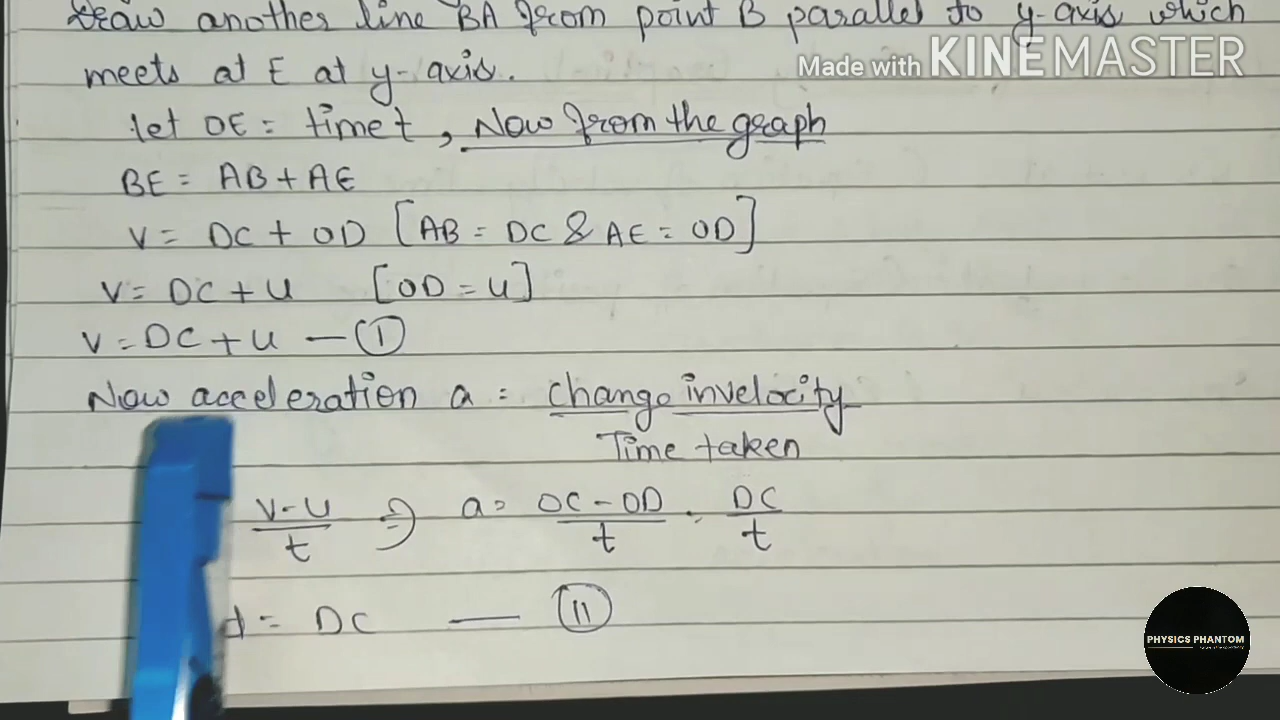 draw another line BA from point B parallel to y-axis which
meets at E at y-axis.
Made with KINEMASTER
let OE = time t, Now from the graph
BE = AB + AE
v = DC + OD [AB = DC & AE = OD]
v = DC + u [OD = u]
v = DC + u — (I)
Now acceleration a = change in velocity
Time taken
v-u / t ⇒ a = OC - OD / t = DC / t
= DC — (II)
PHYSICS PHANTOM